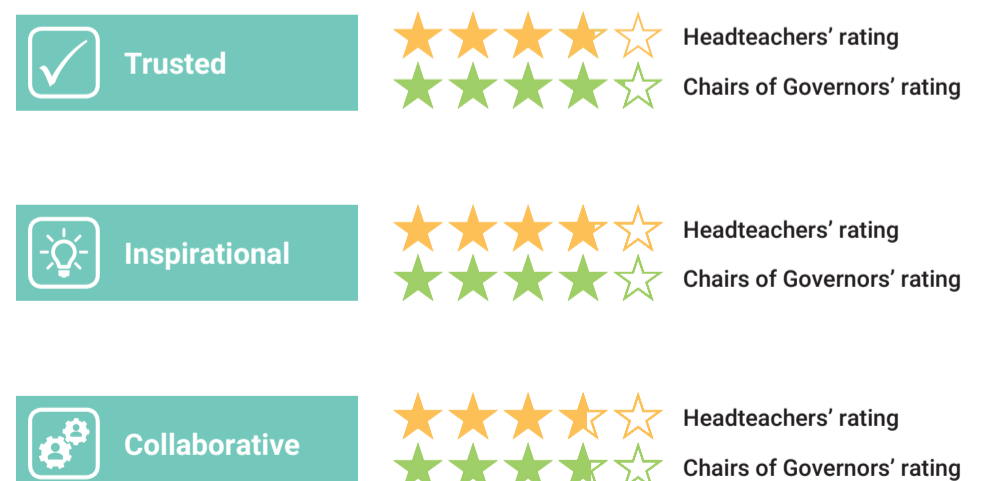 Trusted
Headteachers’ rating
Chairs of Governors’ rating
Inspirational
Headteachers’ rating
Chairs of Governors’ rating
Collaborative
Headteachers’ rating
Chairs of Governors’ rating